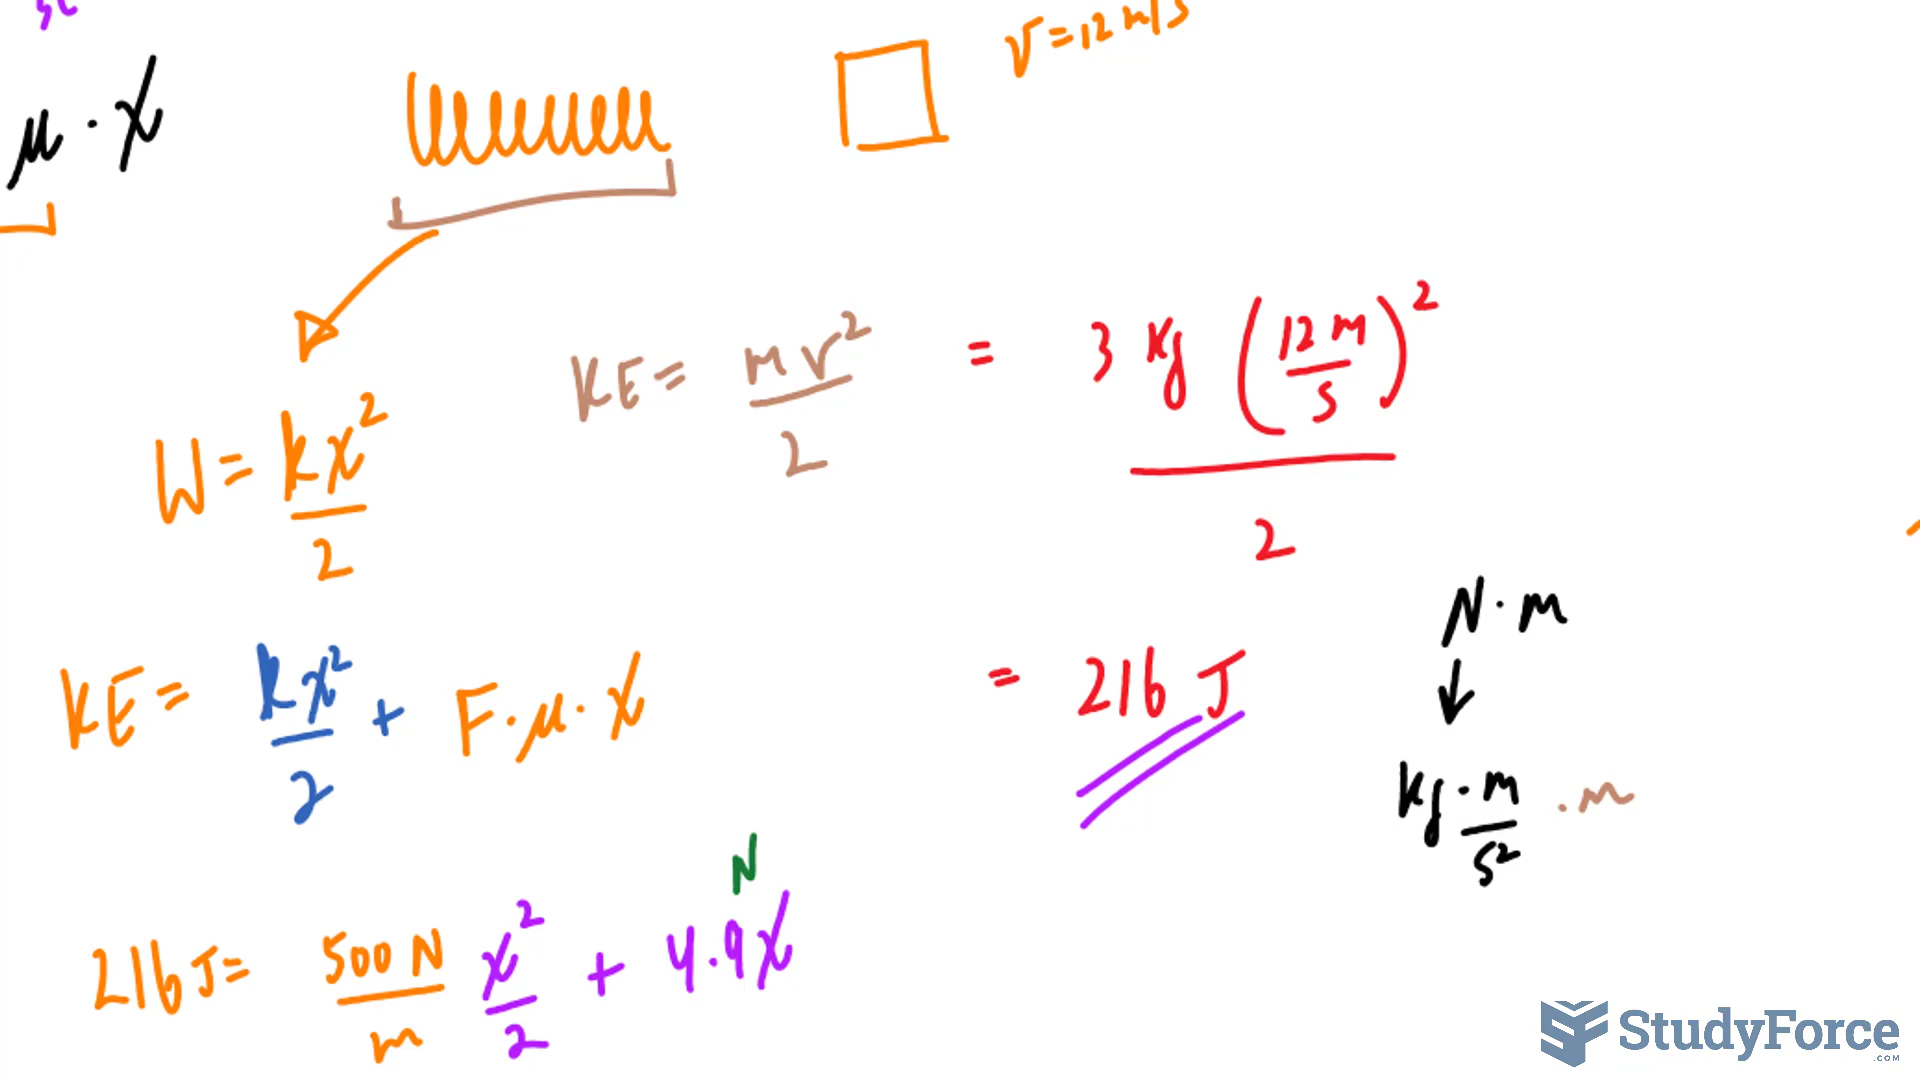 v = 12 m/s
μ · x
KE = mv²/2 = 3 kg (12 m/s)²/2
W = kx²/2
N · m
= 216 J
KE = kx²/2 + F · μ · x
kg · m/s² · m
N
216 J = 500 N/m x²/2 + 4.9x
StudyForce
.COM